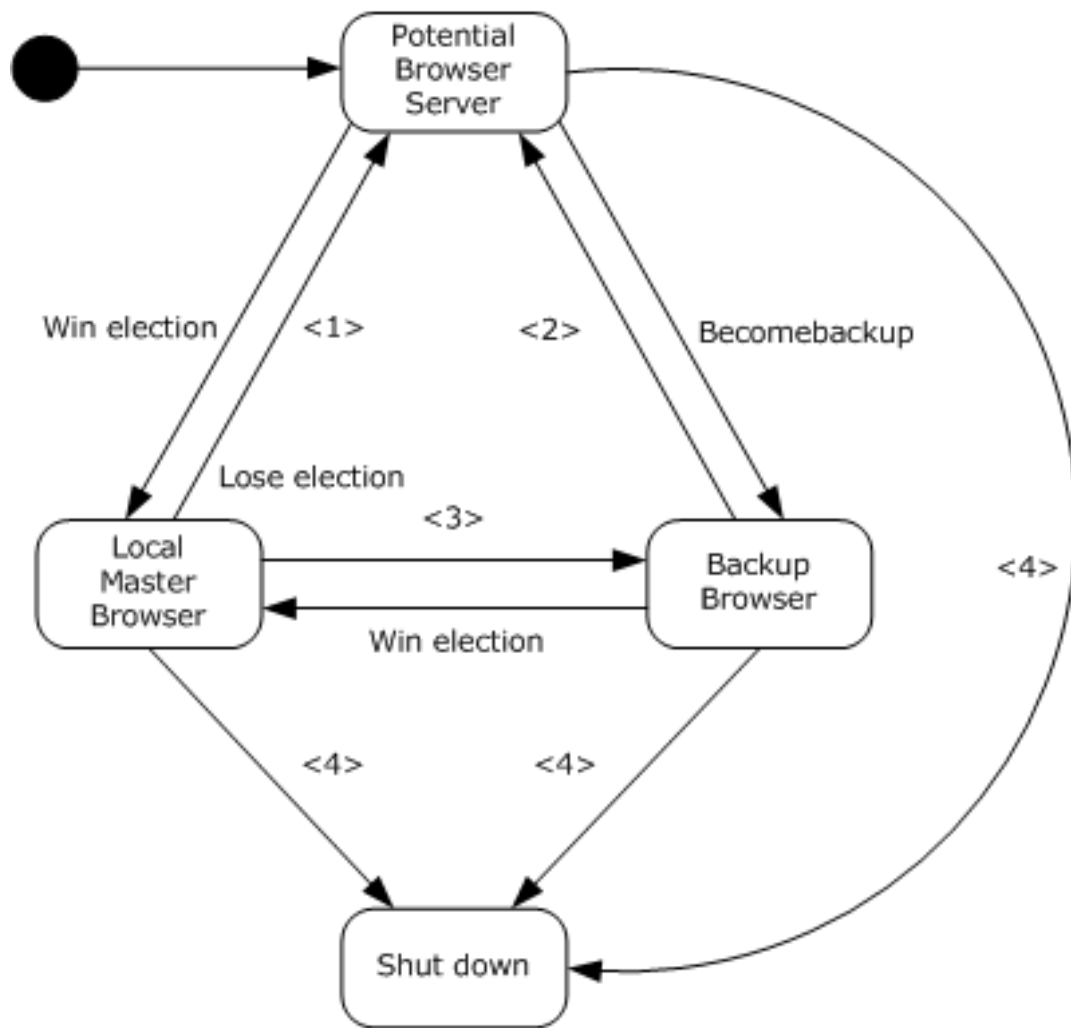 Potential
Browser
Server
Win election
<1>
<2>
Becomebackup
Lose election
<3>
Local
Master
Browser
Backup
Browser
<4>
Win election
<4>
<4>
Shut down